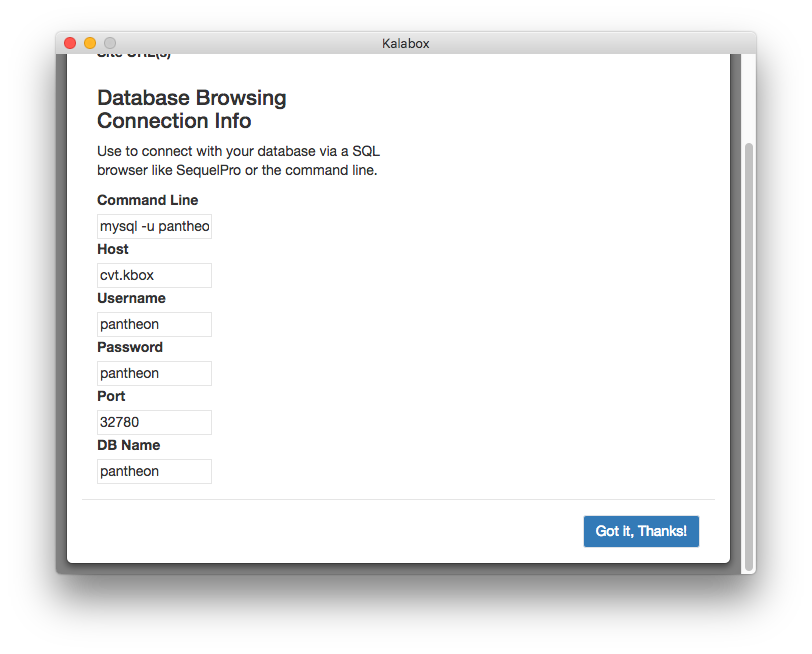 Kalabox
Site URL(s)
Database Browsing
Connection Info
Use to connect with your database via a SQL
browser like SequelPro or the command line.
Command Line
mysql -u pantheo
Host
cvt.kbox
Username
pantheon
Password
pantheon
Port
32780
DB Name
pantheon
Got it, Thanks!